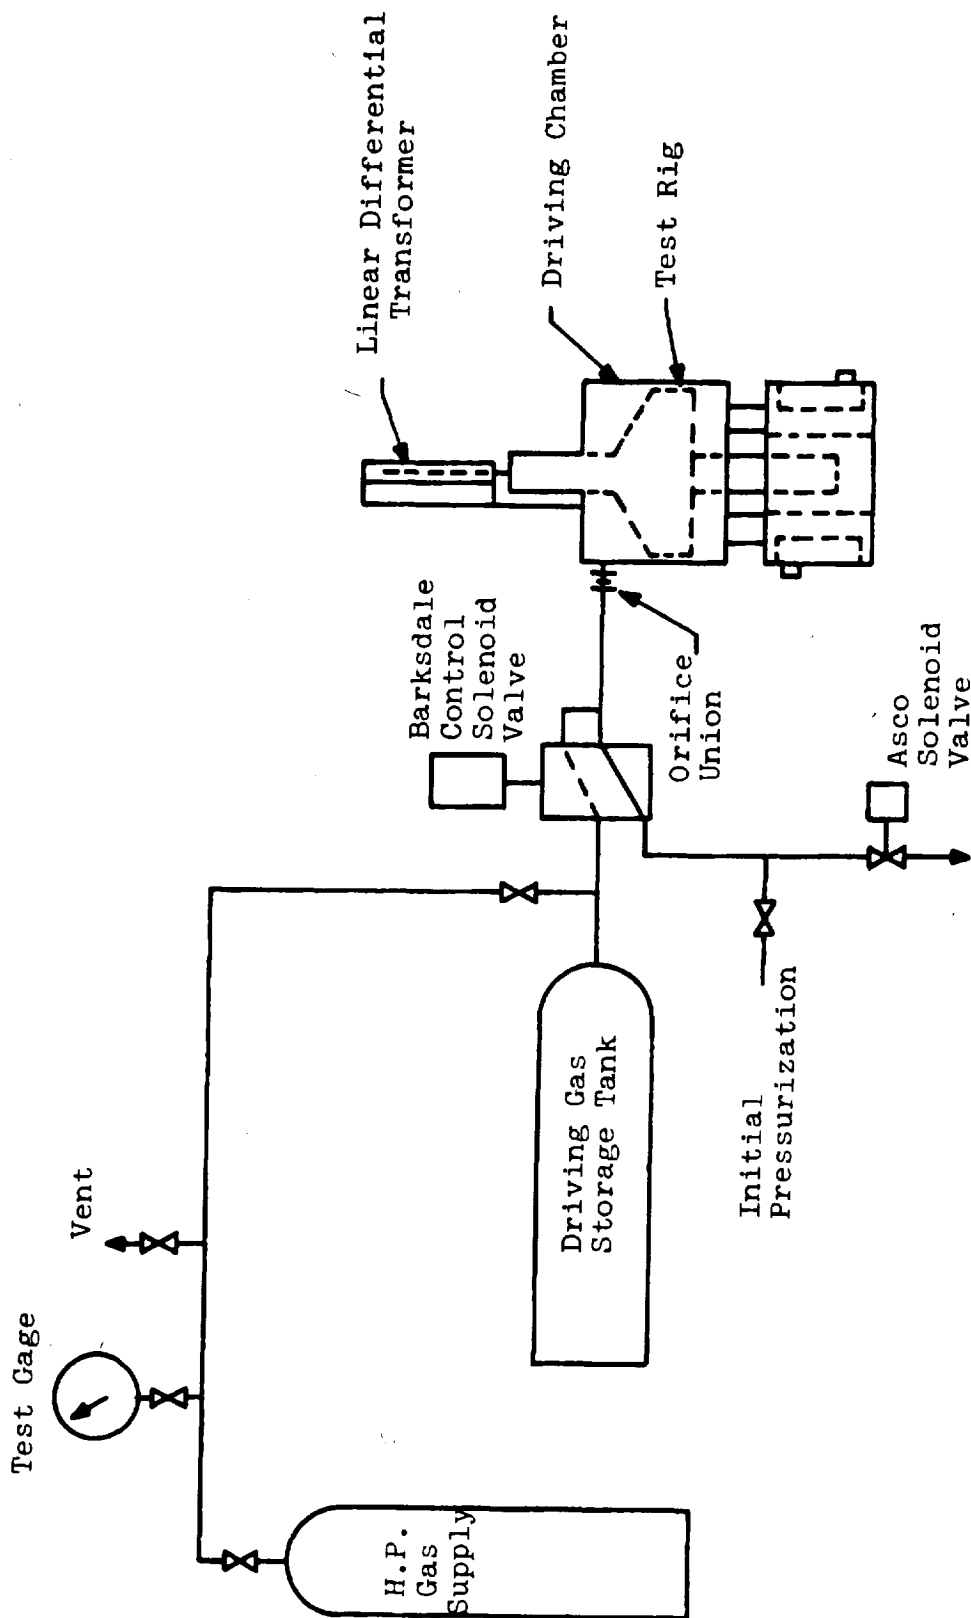 Linear Differential
Transformer
Driving Chamber
Test Rig
Barksdale
Control
Solenoid
Valve
Orifice
Union
Asco
Solenoid
Valve
Vent
Test Gage
Driving Gas
Storage Tank
Initial
Pressurization
H.P.
Gas
Supply